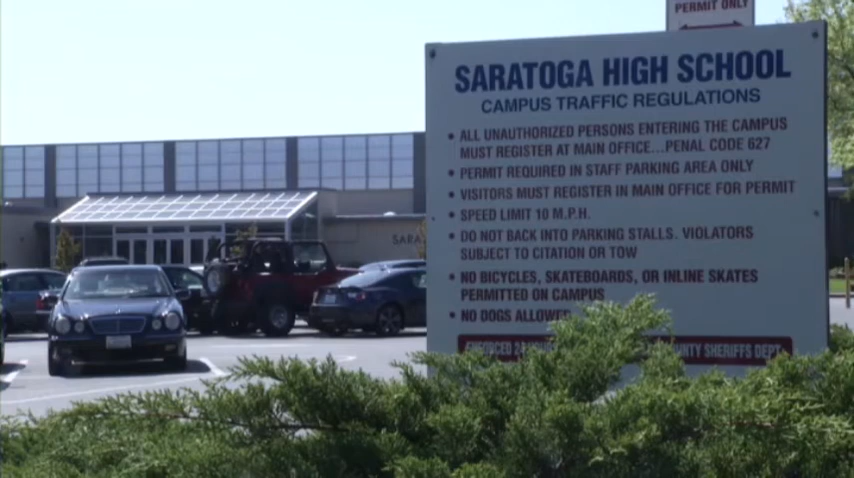 PERMIT ONLY
SARATOGA HIGH SCHOOL
CAMPUS TRAFFIC REGULATIONS
• ALL UNAUTHORIZED PERSONS ENTERING THE CAMPUS
MUST REGISTER AT MAIN OFFICE...PENAL CODE 627
• PERMIT REQUIRED IN STAFF PARKING AREA ONLY
• VISITORS MUST REGISTER IN MAIN OFFICE FOR PERMIT
• SPEED LIMIT 10 M.P.H.
• DO NOT BACK INTO PARKING STALLS. VIOLATORS
SUBJECT TO CITATION OR TOW
• NO BICYCLES, SKATEBOARDS, OR INLINE SKATES
PERMITTED ON CAMPUS
• NO DOGS ALLOWED
ENFORCED SHERIFFS DEPT
SARA